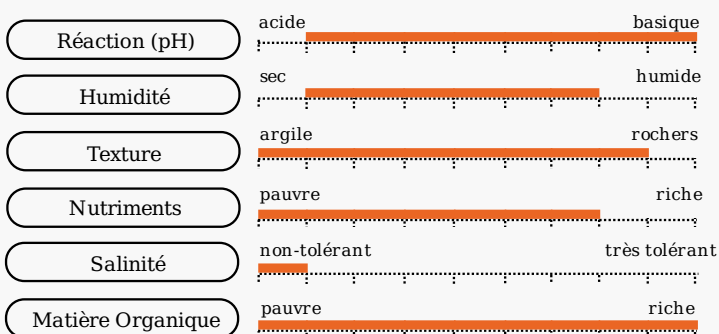 acide basique
Réaction (pH)
sec humide
Humidité
argile rochers
Texture
pauvre riche
Nutriments
non-tolérant très tolérant
Salinité
pauvre riche
Matière Organique